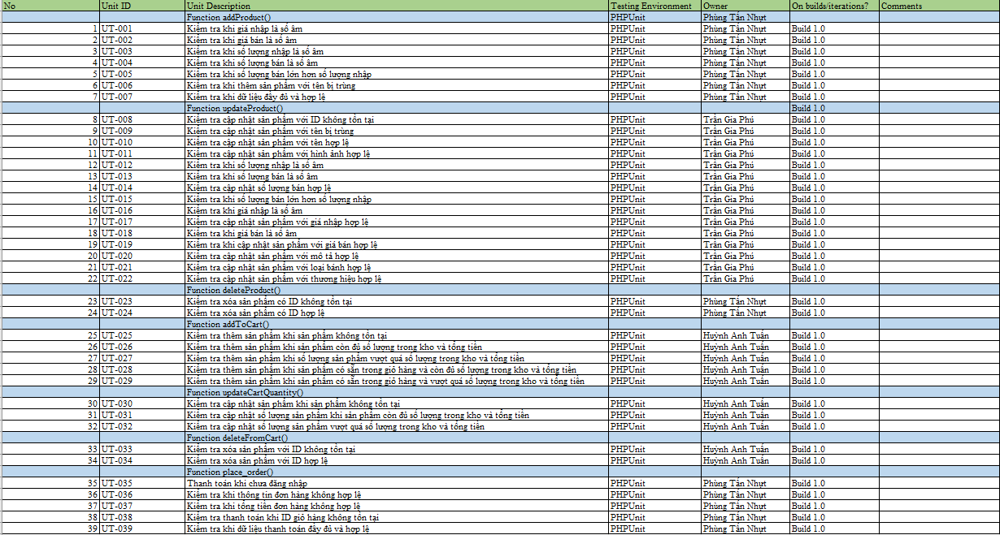 No Unit ID Unit Description Testing Environment Owner On builds/iterations? Comments
Function addProduct() PHPUnit Phùng Tấn Nhựt
1 UT-001 Kiểm tra khi giá nhập là số âm PHPUnit Phùng Tấn Nhựt Build 1.0
2 UT-002 Kiểm tra khi giá bán là số âm PHPUnit Phùng Tấn Nhựt Build 1.0
3 UT-003 Kiểm tra khi số lượng nhập là số âm PHPUnit Phùng Tấn Nhựt Build 1.0
4 UT-004 Kiểm tra khi số lượng bán là số âm PHPUnit Phùng Tấn Nhựt Build 1.0
5 UT-005 Kiểm tra khi số lượng bán lớn hơn số lượng nhập PHPUnit Phùng Tấn Nhựt Build 1.0
6 UT-006 Kiểm tra khi thêm sản phẩm với tên bị trùng PHPUnit Phùng Tấn Nhựt Build 1.0
7 UT-007 Kiểm tra khi dữ liệu đầy đủ và hợp lệ PHPUnit Phùng Tấn Nhựt Build 1.0
Function updateProduct() Build 1.0
8 UT-008 Kiểm tra cập nhật sản phẩm với ID không tồn tại PHPUnit Trần Gia Phú Build 1.0
9 UT-009 Kiểm tra cập nhật sản phẩm với tên bị trùng PHPUnit Trần Gia Phú Build 1.0
10 UT-010 Kiểm tra cập nhật sản phẩm với tên hợp lệ PHPUnit Trần Gia Phú Build 1.0
11 UT-011 Kiểm tra cập nhật sản phẩm với hình ảnh hợp lệ PHPUnit Trần Gia Phú Build 1.0
12 UT-012 Kiểm tra khi số lượng nhập là số âm PHPUnit Trần Gia Phú Build 1.0
13 UT-013 Kiểm tra khi số lượng bán là số âm PHPUnit Trần Gia Phú Build 1.0
14 UT-014 Kiểm tra cập nhật số lượng bán hợp lệ PHPUnit Trần Gia Phú Build 1.0
15 UT-015 Kiểm tra khi số lượng bán lớn hơn số lượng nhập PHPUnit Trần Gia Phú Build 1.0
16 UT-016 Kiểm tra khi giá nhập là số âm PHPUnit Trần Gia Phú Build 1.0
17 UT-017 Kiểm tra cập nhật sản phẩm với giá nhập hợp lệ PHPUnit Trần Gia Phú Build 1.0
18 UT-018 Kiểm tra khi giá bán là số âm PHPUnit Trần Gia Phú Build 1.0
19 UT-019 Kiểm tra khi cập nhật sản phẩm với giá bán hợp lệ PHPUnit Trần Gia Phú Build 1.0
20 UT-020 Kiểm tra cập nhật sản phẩm với mô tả hợp lệ PHPUnit Trần Gia Phú Build 1.0
21 UT-021 Kiểm tra cập nhật sản phẩm với loại bánh hợp lệ PHPUnit Trần Gia Phú Build 1.0
22 UT-022 Kiểm tra cập nhật sản phẩm với thương hiệu hợp lệ PHPUnit Trần Gia Phú Build 1.0
Function deleteProduct()
23 UT-023 Kiểm tra xóa sản phẩm có ID không tồn tại PHPUnit Phùng Tấn Nhựt Build 1.0
24 UT-024 Kiểm tra xóa sản phẩm có ID hợp lệ PHPUnit Phùng Tấn Nhựt Build 1.0
Function addToCart()
25 UT-025 Kiểm tra thêm sản phẩm khi sản phẩm không tồn tại PHPUnit Huỳnh Anh Tuấn Build 1.0
26 UT-026 Kiểm tra thêm sản phẩm khi sản phẩm còn đủ số lượng trong kho và tổng tiền PHPUnit Huỳnh Anh Tuấn Build 1.0
27 UT-027 Kiểm tra thêm sản phẩm khi số lượng sản phẩm vượt quá số lượng trong kho và tổng tiền PHPUnit Huỳnh Anh Tuấn Build 1.0
28 UT-028 Kiểm tra thêm sản phẩm khi sản phẩm có sẵn trong giỏ hàng và còn đủ số lượng trong kho và tổng tiền PHPUnit Huỳnh Anh Tuấn Build 1.0
29 UT-029 Kiểm tra thêm sản phẩm khi sản phẩm có sẵn trong giỏ hàng và vượt quá số lượng trong kho và tổng tiền PHPUnit Huỳnh Anh Tuấn Build 1.0
Function updateCartQuantity()
30 UT-030 Kiểm tra cập nhật sản phẩm khi sản phẩm không tồn tại PHPUnit Huỳnh Anh Tuấn Build 1.0
31 UT-031 Kiểm tra cập nhật số lượng sản phẩm khi sản phẩm còn đủ số lượng trong kho và tổng tiền PHPUnit Huỳnh Anh Tuấn Build 1.0
32 UT-032 Kiểm tra cập nhật số lượng sản phẩm vượt quá số lượng trong kho và tổng tiền PHPUnit Huỳnh Anh Tuấn Build 1.0
Function deleteFromCart()
33 UT-033 Kiểm tra xóa sản phẩm với ID không tồn tại PHPUnit Huỳnh Anh Tuấn Build 1.0
34 UT-034 Kiểm tra xóa sản phẩm với ID hợp lệ PHPUnit Huỳnh Anh Tuấn Build 1.0
Function place_order()
35 UT-035 Thanh toán khi chưa đăng nhập PHPUnit Phùng Tấn Nhựt Build 1.0
36 UT-036 Kiểm tra khi thông tin đơn hàng không hợp lệ PHPUnit Phùng Tấn Nhựt Build 1.0
37 UT-037 Kiểm tra khi tổng tiền đơn hàng không hợp lệ PHPUnit Phùng Tấn Nhựt Build 1.0
38 UT-038 Kiểm tra thanh toán khi ID giỏ hàng không tồn tại PHPUnit Phùng Tấn Nhựt Build 1.0
39 UT-039 Kiểm tra khi dữ liệu thanh toán đầy đủ và hợp lệ PHPUnit Phùng Tấn Nhựt Build 1.0